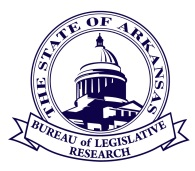 THE STATE OF ARKANSAS
BUREAU of LEGISLATIVE
RESEARCH